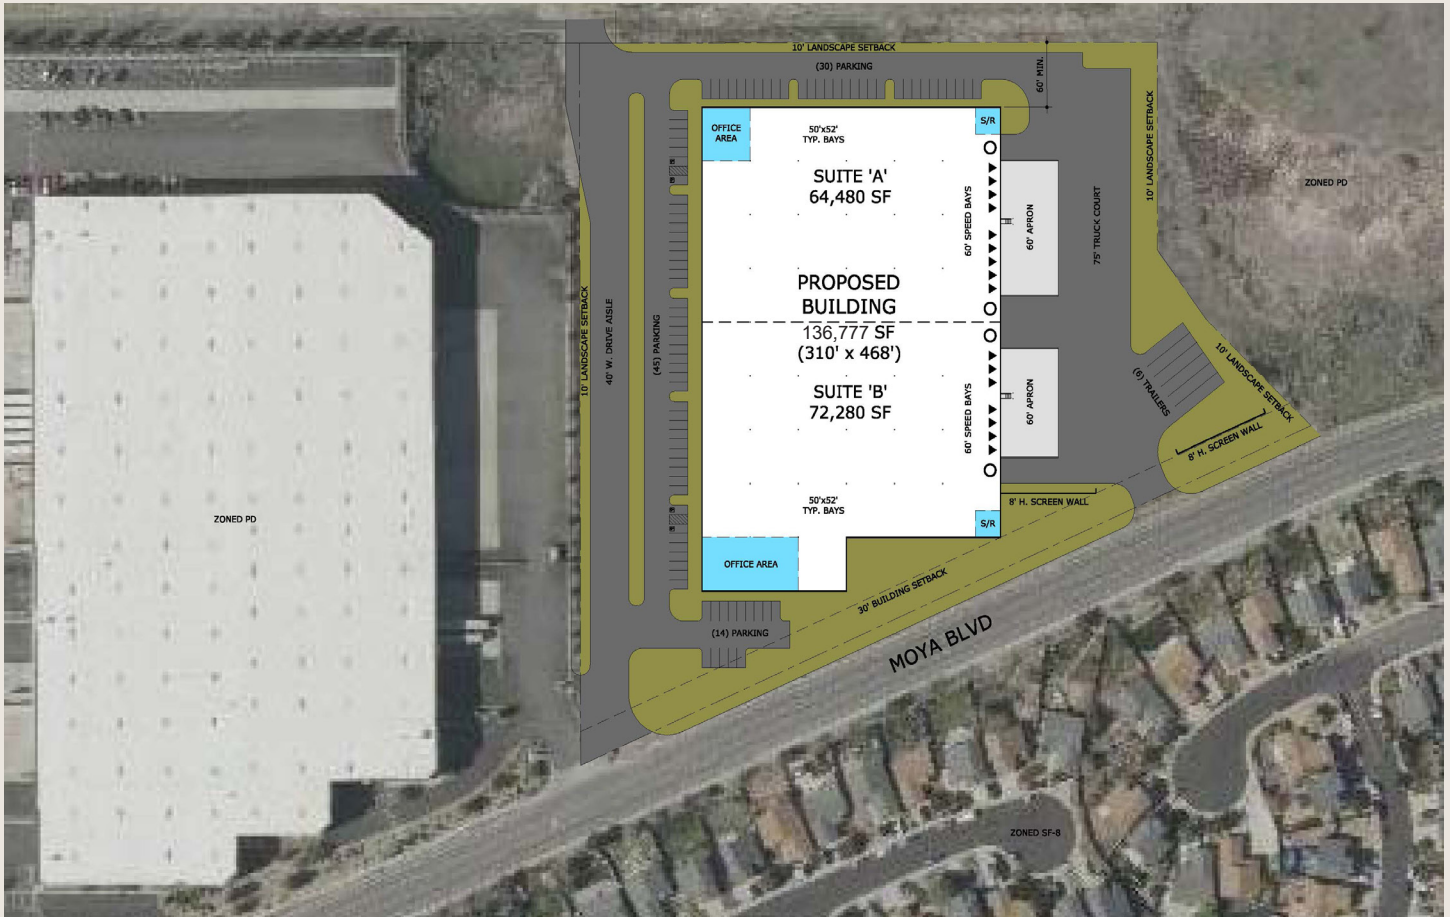 10' LANDSCAPE SETBACK
(30) PARKING
60' MIN.
10' LANDSCAPE SETBACK
OFFICE
AREA
50'x52'
TYP. BAYS
S/R
SUITE 'A'
64,480 SF
60' SPEED BAYS
60' APRON
75' TRUCK COURT
ZONED PD
PROPOSED
BUILDING
136,777 SF
(310' x 468')
10' LANDSCAPE SETBACK
40' W. DRIVE AISLE
(45) PARKING
SUITE 'B'
72,280 SF
60' SPEED BAYS
60' APRON
(6) TRAILERS
10' LANDSCAPE SETBACK
8' H. SCREEN WALL
50'x52'
TYP. BAYS
8' H. SCREEN WALL
S/R
ZONED PD
OFFICE AREA
30' BUILDING SETBACK
(14) PARKING
MOYA BLVD
ZONED SF-8